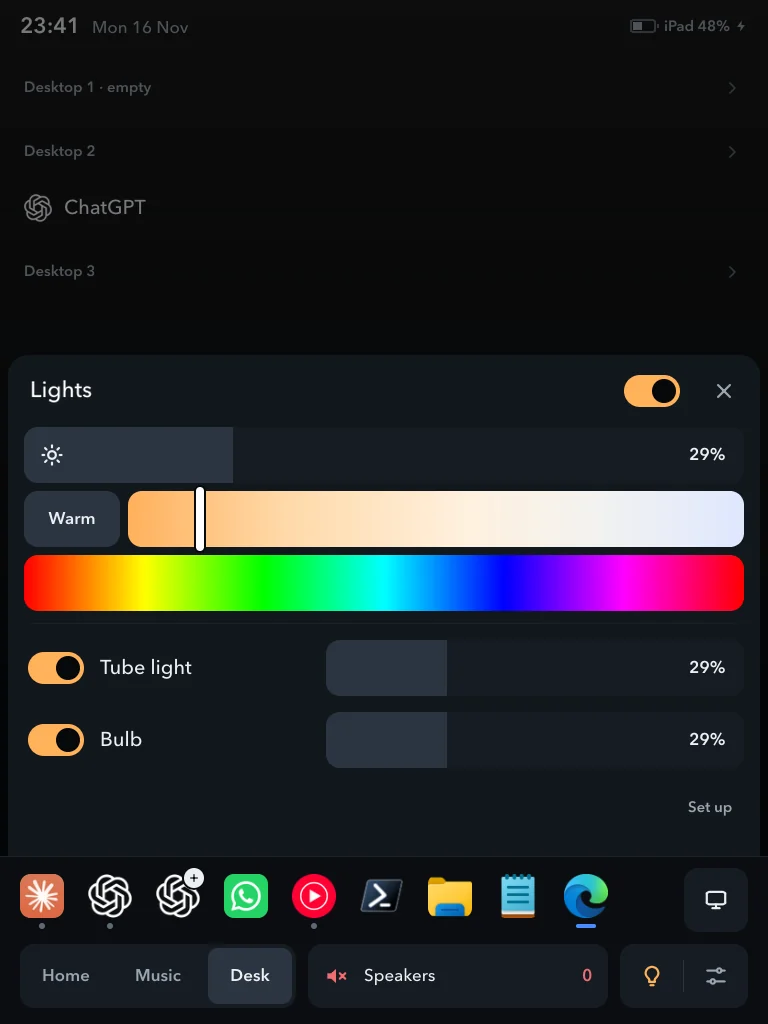 23:41 Mon 16 Nov iPad 48%
Desktop 1 · empty
Desktop 2
ChatGPT
Desktop 3
Lights
29%
Warm
Tube light 29%
Bulb 29%
Set up
Home Music Desk Speakers 0